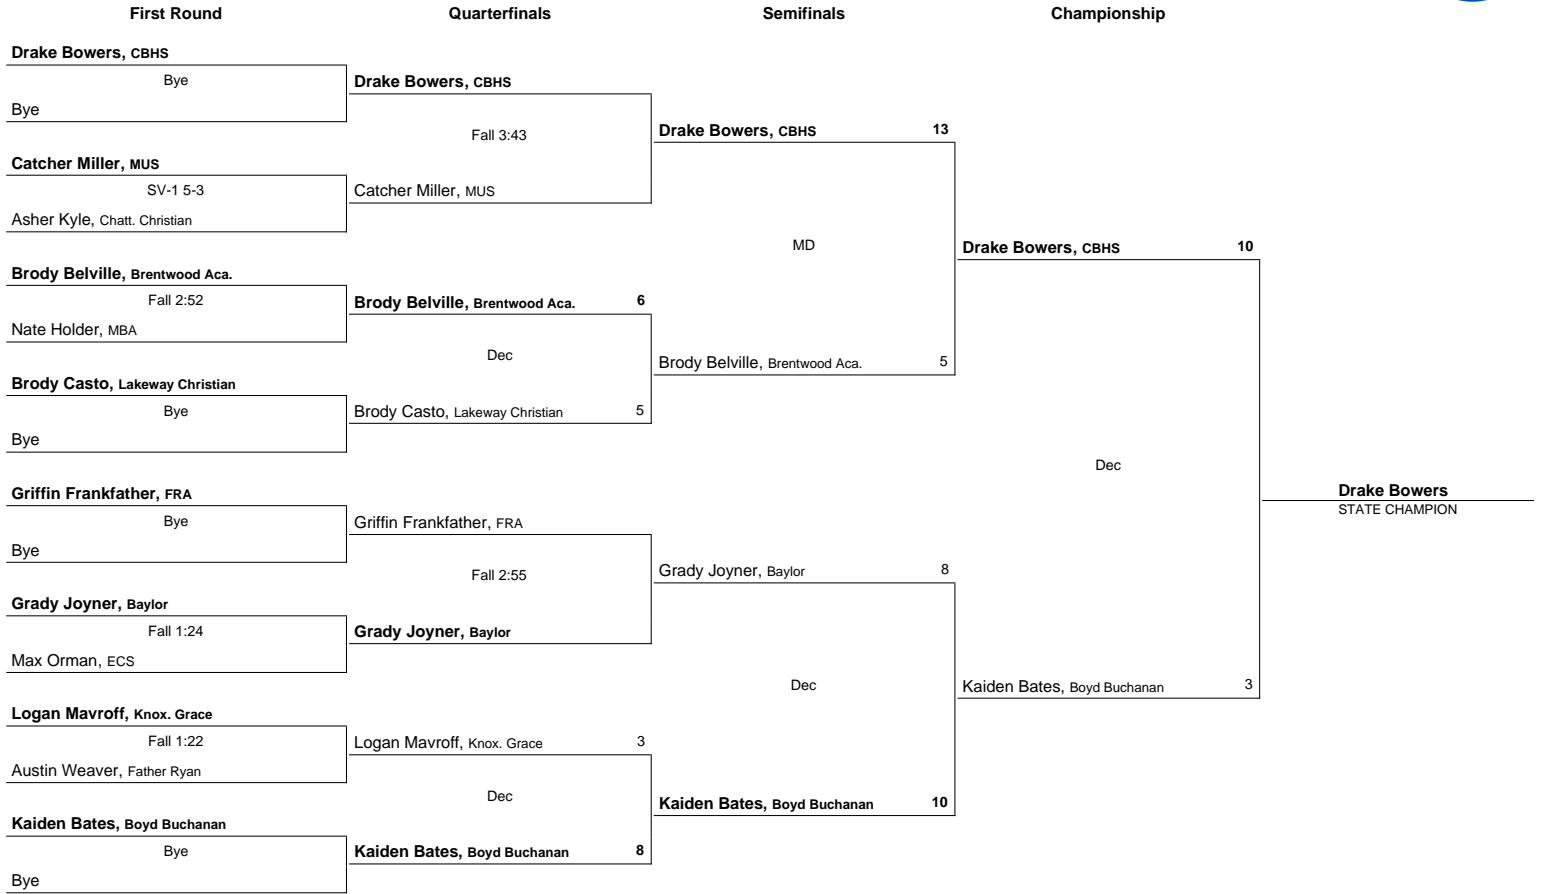 First Round Quarterfinals Semifinals Championship
Drake Bowers, CBHS
Bye
Bye
Catcher Miller, MUS
SV-1 5-3
Asher Kyle, Chatt. Christian
Brody Belville, Brentwood Aca.
Fall 2:52
Nate Holder, MBA
Brody Casto, Lakeway Christian
Bye
Bye
Griffin Frankfather, FRA
Bye
Bye
Grady Joyner, Baylor
Fall 1:24
Max Orman, ECS
Logan Mavroff, Knox. Grace
Fall 1:22
Austin Weaver, Father Ryan
Kaiden Bates, Boyd Buchanan
Bye
Bye
Drake Bowers, CBHS
Fall 3:43
Catcher Miller, MUS
Brody Belville, Brentwood Aca. 6
Dec
Brody Casto, Lakeway Christian 5
Griffin Frankfather, FRA
Fall 2:55
Grady Joyner, Baylor
Logan Mavroff, Knox. Grace 3
Dec
Kaiden Bates, Boyd Buchanan 8
Drake Bowers, CBHS 13
MD
Brody Belville, Brentwood Aca. 5
Grady Joyner, Baylor 8
Dec
Kaiden Bates, Boyd Buchanan 10
Drake Bowers, CBHS 10
Dec
Kaiden Bates, Boyd Buchanan 3
Drake Bowers
STATE CHAMPION